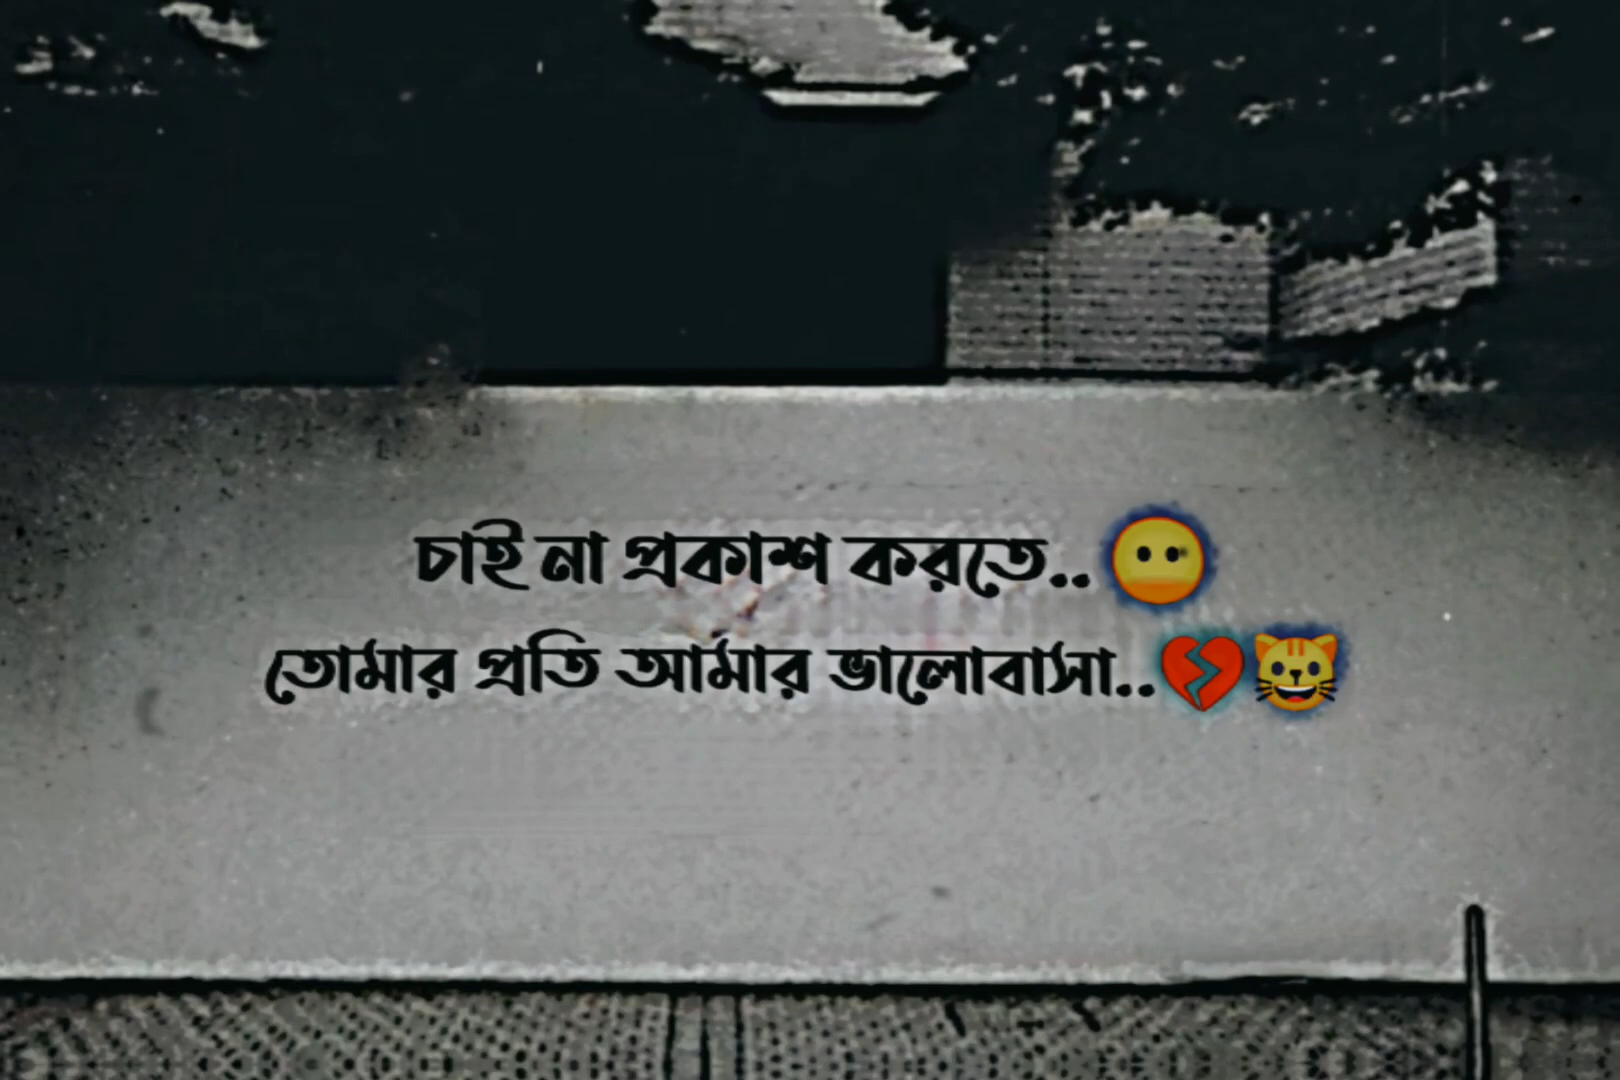 চাই না প্রকাশ করতে.. 😶
তোমার প্রতি আমার ভালোবাসা..💔😺